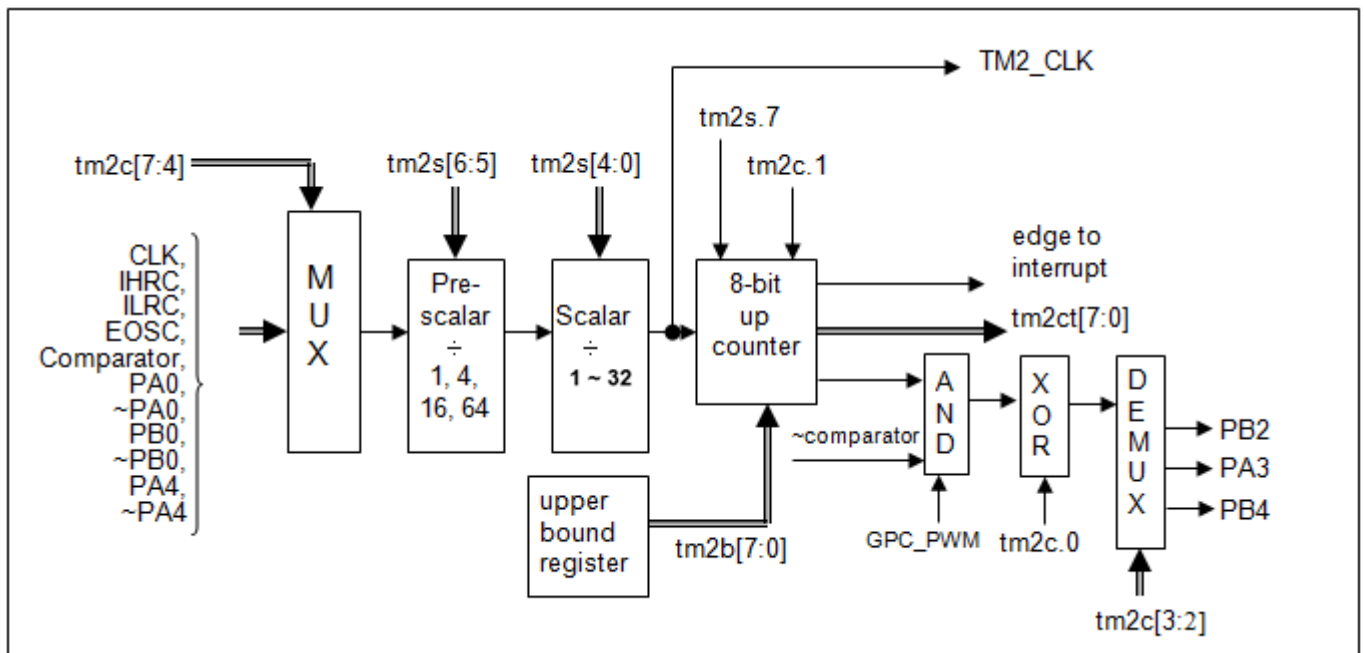 TM2_CLK
tm2s.7
tm2c[7:4]
tm2s[6:5]
tm2s[4:0]
tm2c.1
CLK,
IHRC,
ILRC,
EOSC,
Comparator,
PA0,
~PA0,
PB0,
~PB0,
PA4,
~PA4
M
U
X
Pre-
scalar
÷
1, 4,
16, 64
Scalar
÷
1 ~ 32
8-bit
up
counter
edge to
interrupt
tm2ct[7:0]
upper
bound
register
tm2b[7:0]
~comparator
A
N
D
GPC_PWM
X
O
R
tm2c.0
D
E
M
U
X
PB2
PA3
PB4
tm2c[3:2]